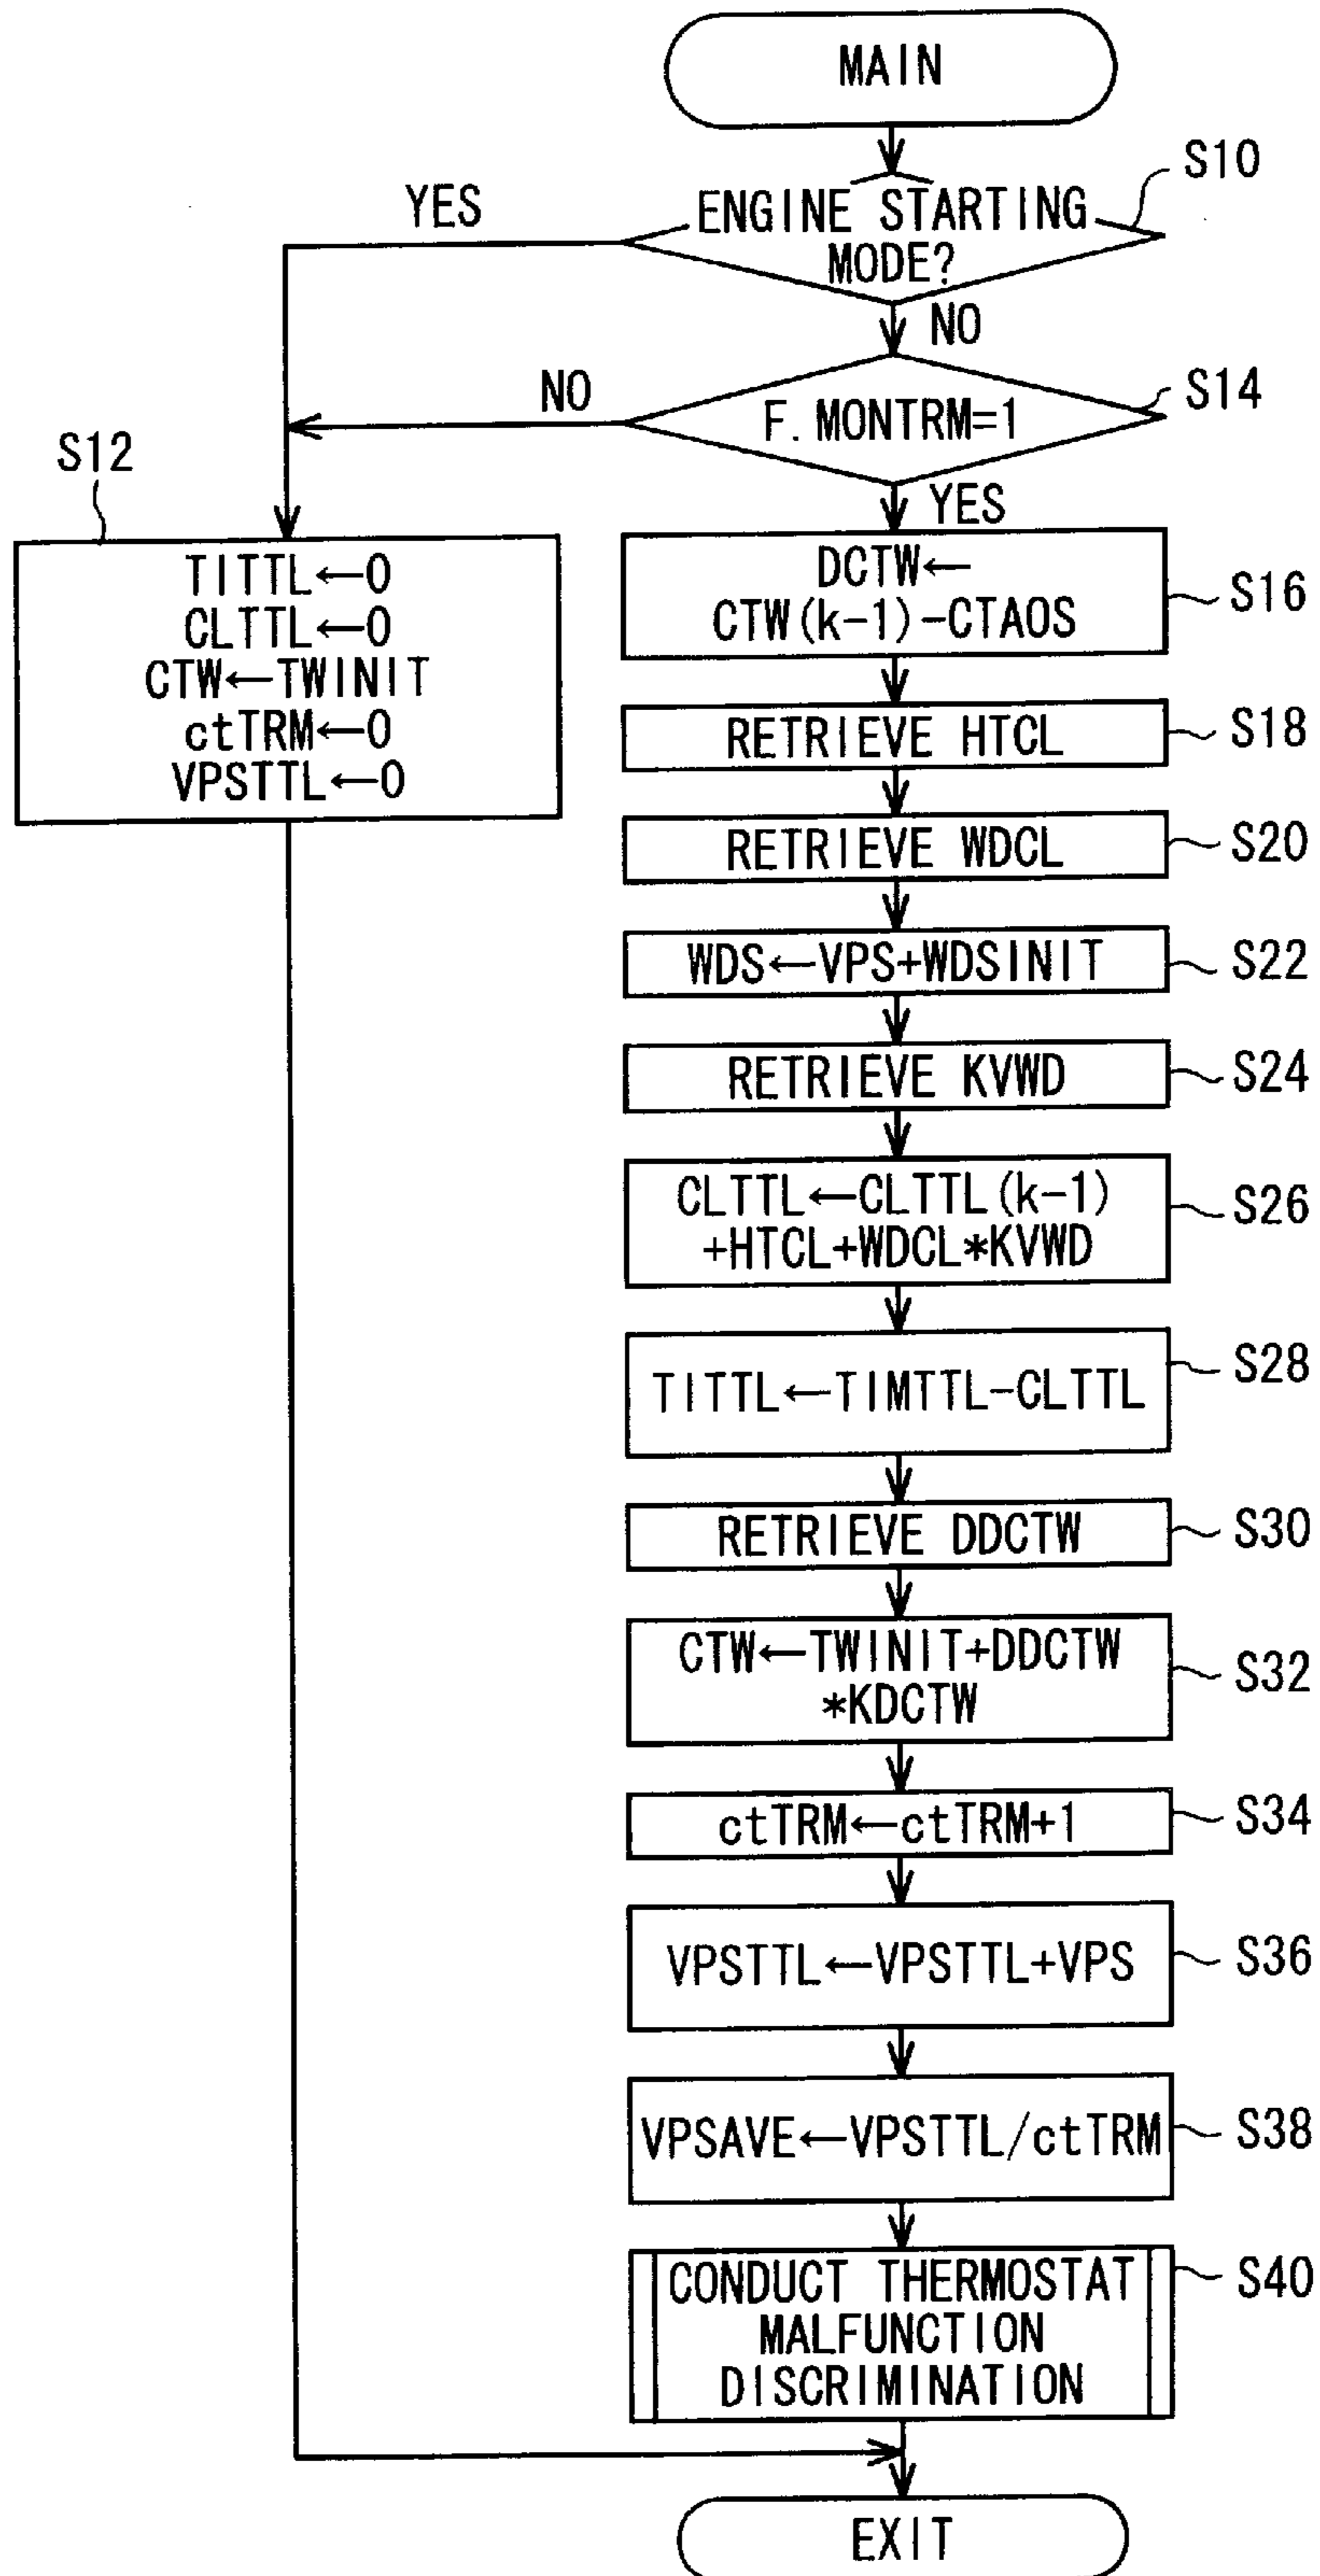 MAIN
S10
YES
ENGINE STARTING
MODE?
NO
S14
NO
F.MONTRM=1
S12
YES
TITTL←0
CLTTL←0
CTW←TWINIT
ctTRM←0
VPSTTL←0
DCTW←
CTW(k-1)-CTAOS
S16
RETRIEVE HTCL
S18
RETRIEVE WDCL
S20
WDS←VPS+WDSINIT
S22
RETRIEVE KVWD
S24
CLTTL←CLTTL(k-1)
+HTCL+WDCL*KVWD
S26
TITTL←TIMTTL-CLTTL
S28
RETRIEVE DDCTW
S30
CTW←TWINIT+DDCTW
*KDCTW
S32
ctTRM←ctTRM+1
S34
VPSTTL←VPSTTL+VPS
S36
VPSAVE←VPSTTL/ctTRM
S38
CONDUCT THERMOSTAT
MALFUNCTION
DISCRIMINATION
S40
EXIT